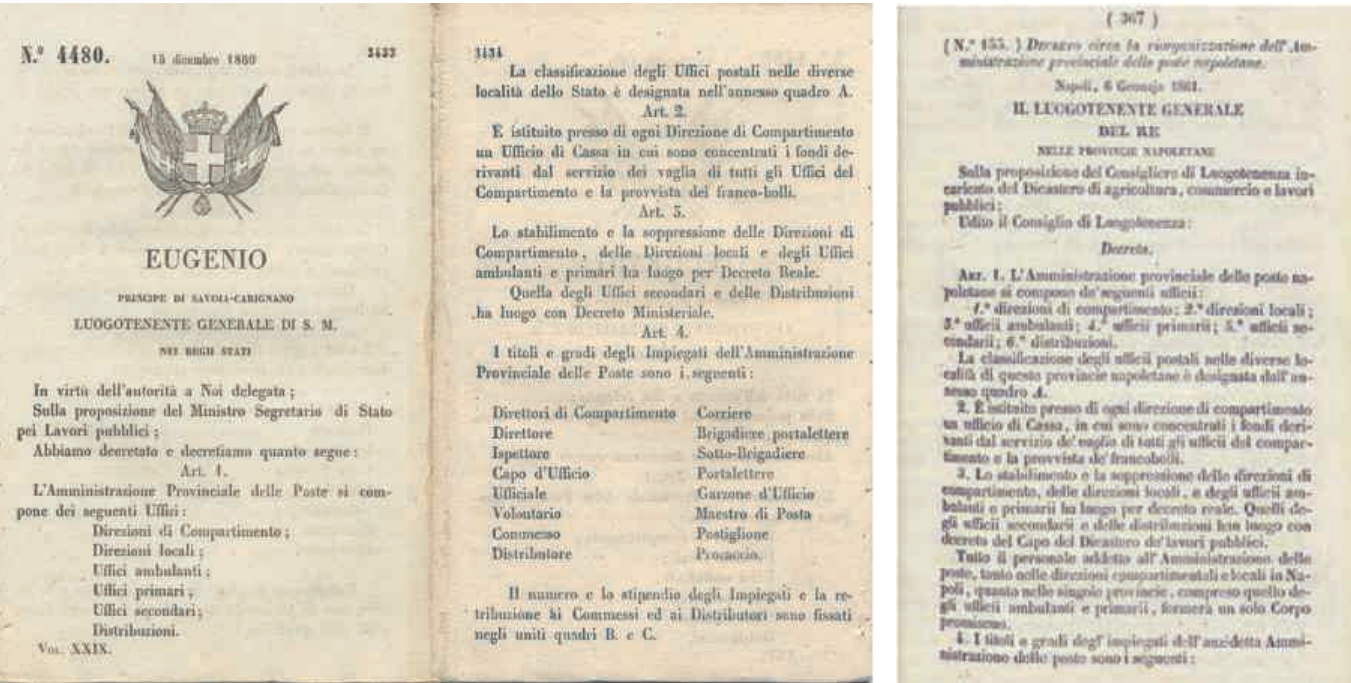 N.º 4480.
15 dicembre 1860
3433
EUGENIO
PRINCIPE DI SAVOIA-CARIGNANO
LUOGOTENENTE GENERALE DI S. M.
NEI REGII STATI
In virtù dell'autorità a Noi delegata;
Sulla proposizione del Ministro Segretario di Stato
pei Lavori pubblici;
Abbiamo decretato e decretiamo quanto segue:
Art. 1.
L'Amministrazione Provinciale delle Poste si com-
pone dei seguenti Uffici:
Direzioni di Compartimento;
Direzioni locali;
Uffici ambulanti;
Uffici primari;
Uffici secondari;
Distribuzioni.
Vol. XXIX.
3434
La classificazione degli Uffici postali nelle diverse
località dello Stato è designata nell'annesso quadro A.
Art. 2.
È istituito presso di ogni Direzione di Compartimento
un Ufficio di Cassa in cui sono concentrati i fondi de-
rivanti dal servizio dei vaglia di tutti gli Uffici del
Compartimento e la provvista dei franco-bolli.
Art. 3.
Lo stabilimento e la soppressione delle Direzioni di
Compartimento, delle Direzioni locali e degli Uffici
ambulanti e primari ha luogo per Decreto Reale.
Quella degli Uffici secondari e delle Distribuzioni
ha luogo con Decreto Ministeriale.
Art. 4.
I titoli e gradi degli Impiegati dell'Amministrazione
Provinciale delle Poste sono i seguenti:
Direttori di Compartimento
Direttore
Ispettore
Capo d'Ufficio
Ufficiale
Volontario
Commesso
Distributore
Corriere
Brigadiere portalettere
Sotto-Brigadiere
Portalettere
Garzone d'Ufficio
Maestro di Posta
Postiglione
Procaccio.
Il numero e lo stipendio degli Impiegati e la re-
tribuzione ai Commessi ed ai Distributori sono fissati
negli uniti quadri B. e C.
( 367 )
( N.º 155. ) Decreto circa la riorganizzazione dell'Am-
ministrazione provinciale delle poste napoletane.
Napoli, 6 Gennajo 1861.
IL LUOGOTENENTE GENERALE
DEL RE
NELLE PROVINCIE NAPOLETANE
Sulla proposizione del Consigliere di Luogotenenza in-
caricato del Dicastero di agricoltura, commercio e lavori
pubblici;
Udito il Consiglio di Luogotenenza:
Decreta.
Art. 1. L'Amministrazione provinciale delle poste na-
poletane si compone de'seguenti ufficii:
1.º direzioni di compartimento; 2.º direzioni locali;
3.º ufficii ambulanti; 4.º ufficii primarii; 5.º ufficii se-
condarii; 6.º distribuzioni.
La classificazione degli ufficii postali nelle diverse lo-
calità di queste provincie napoletane è designata dall'an-
nesso quadro A.
2. È istituito presso di ogni direzione di compartimento
un ufficio di Cassa, in cui sono concentrati i fondi deri-
vanti dal servizio de' vaglia di tutti gli ufficii del compar-
timento e la provvista de' francobolli.
3. Lo stabilimento e la soppressione delle direzioni di
compartimento, delle direzioni locali, e degli ufficii am-
bulanti e primarii ha luogo per decreto reale. Quelli de-
gli ufficii secondarii e delle distribuzioni han luogo con
decreto del Capo del Dicastero de' lavori pubblici.
Tutto il personale addetto all' Amministrazione delle
poste, tanto nelle direzioni compartimentali e locali in Na-
poli, quanto nelle singole provincie, compreso quello de-
gli ufficii ambulanti e primarii, formerà un solo Corpo
promiscuo.
4. I titoli e gradi degl' impiegati dell'anzidetta Ammi-
nistrazione delle poste sono i seguenti: